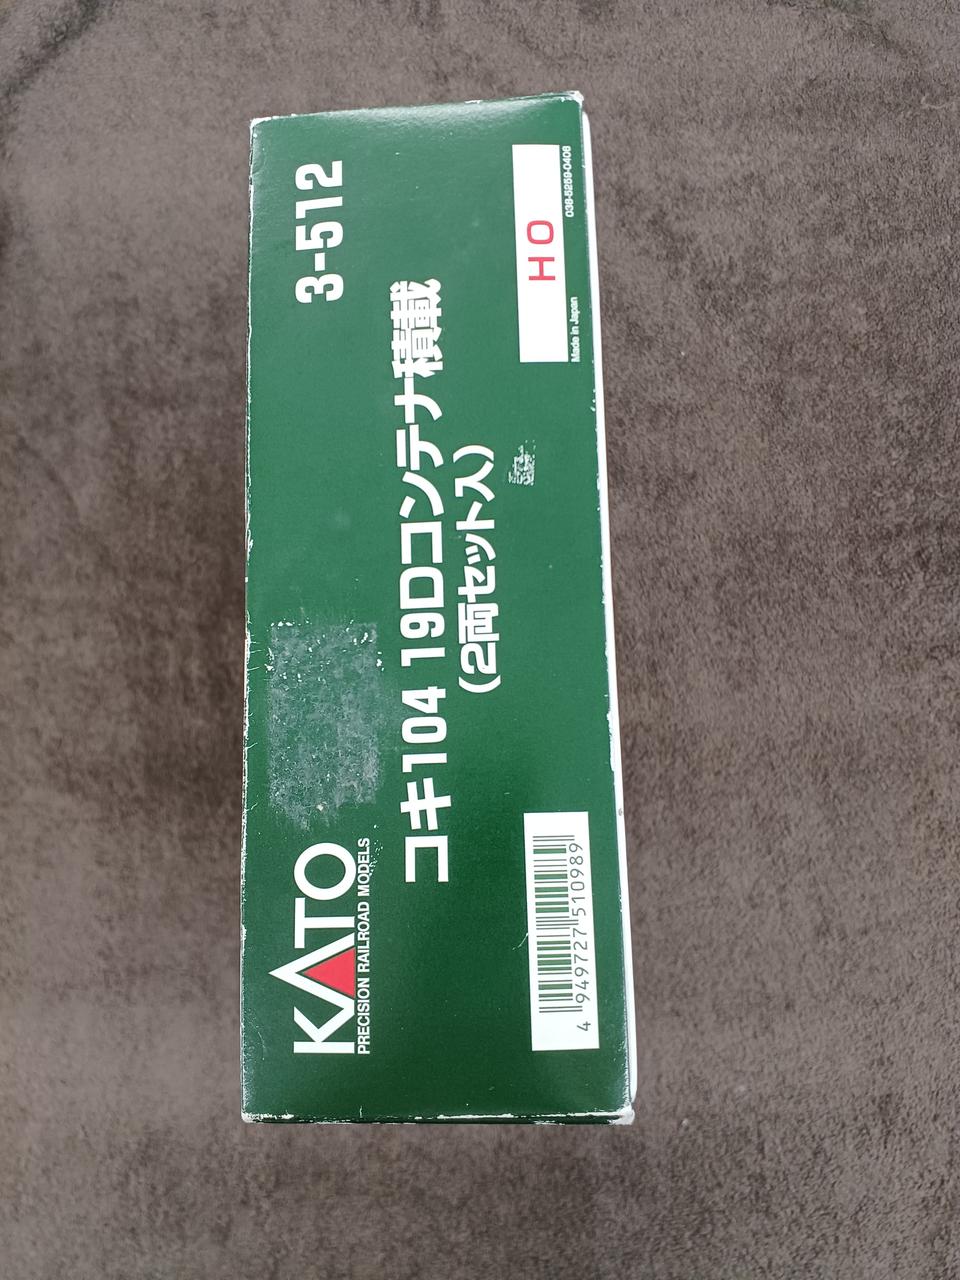 KATO
PRECISION RAILROAD MODELS
3-512
コキ104 19Dコンテナ積載
(2両セット入)
4 949727 510989
HO
Made in Japan
038-5259-0406